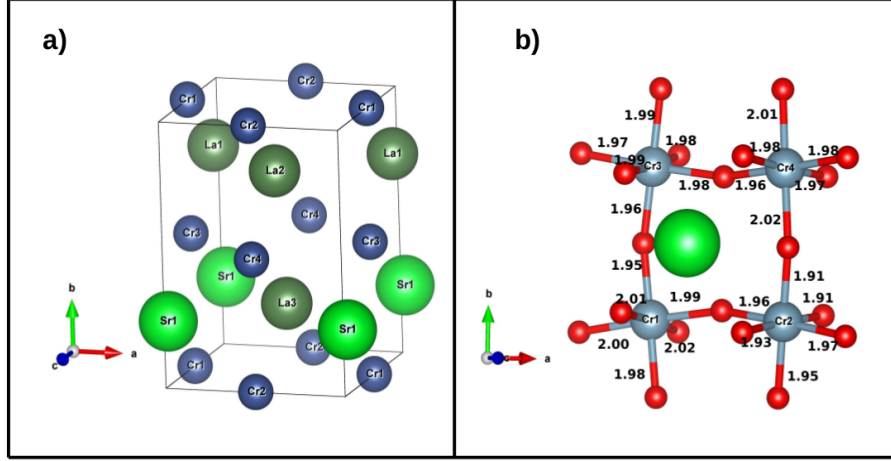 a)
Cr2
Cr1
Cr1
Cr2
La1
La1
La2
Cr4
Cr3
Cr3
Cr4
Sr1
Sr1
La3
Sr1
Sr1
Cr2
Cr1
Cr1
Cr2
b
a
c
b)
1.99
2.01
1.97
1.98
1.98
1.98
1.99
Cr3
Cr4
1.98
1.96
1.97
1.96
2.02
1.95
1.91
2.01
1.99
1.96
1.91
Cr1
Cr2
2.00
2.02
1.93
1.97
1.98
1.95
b
a